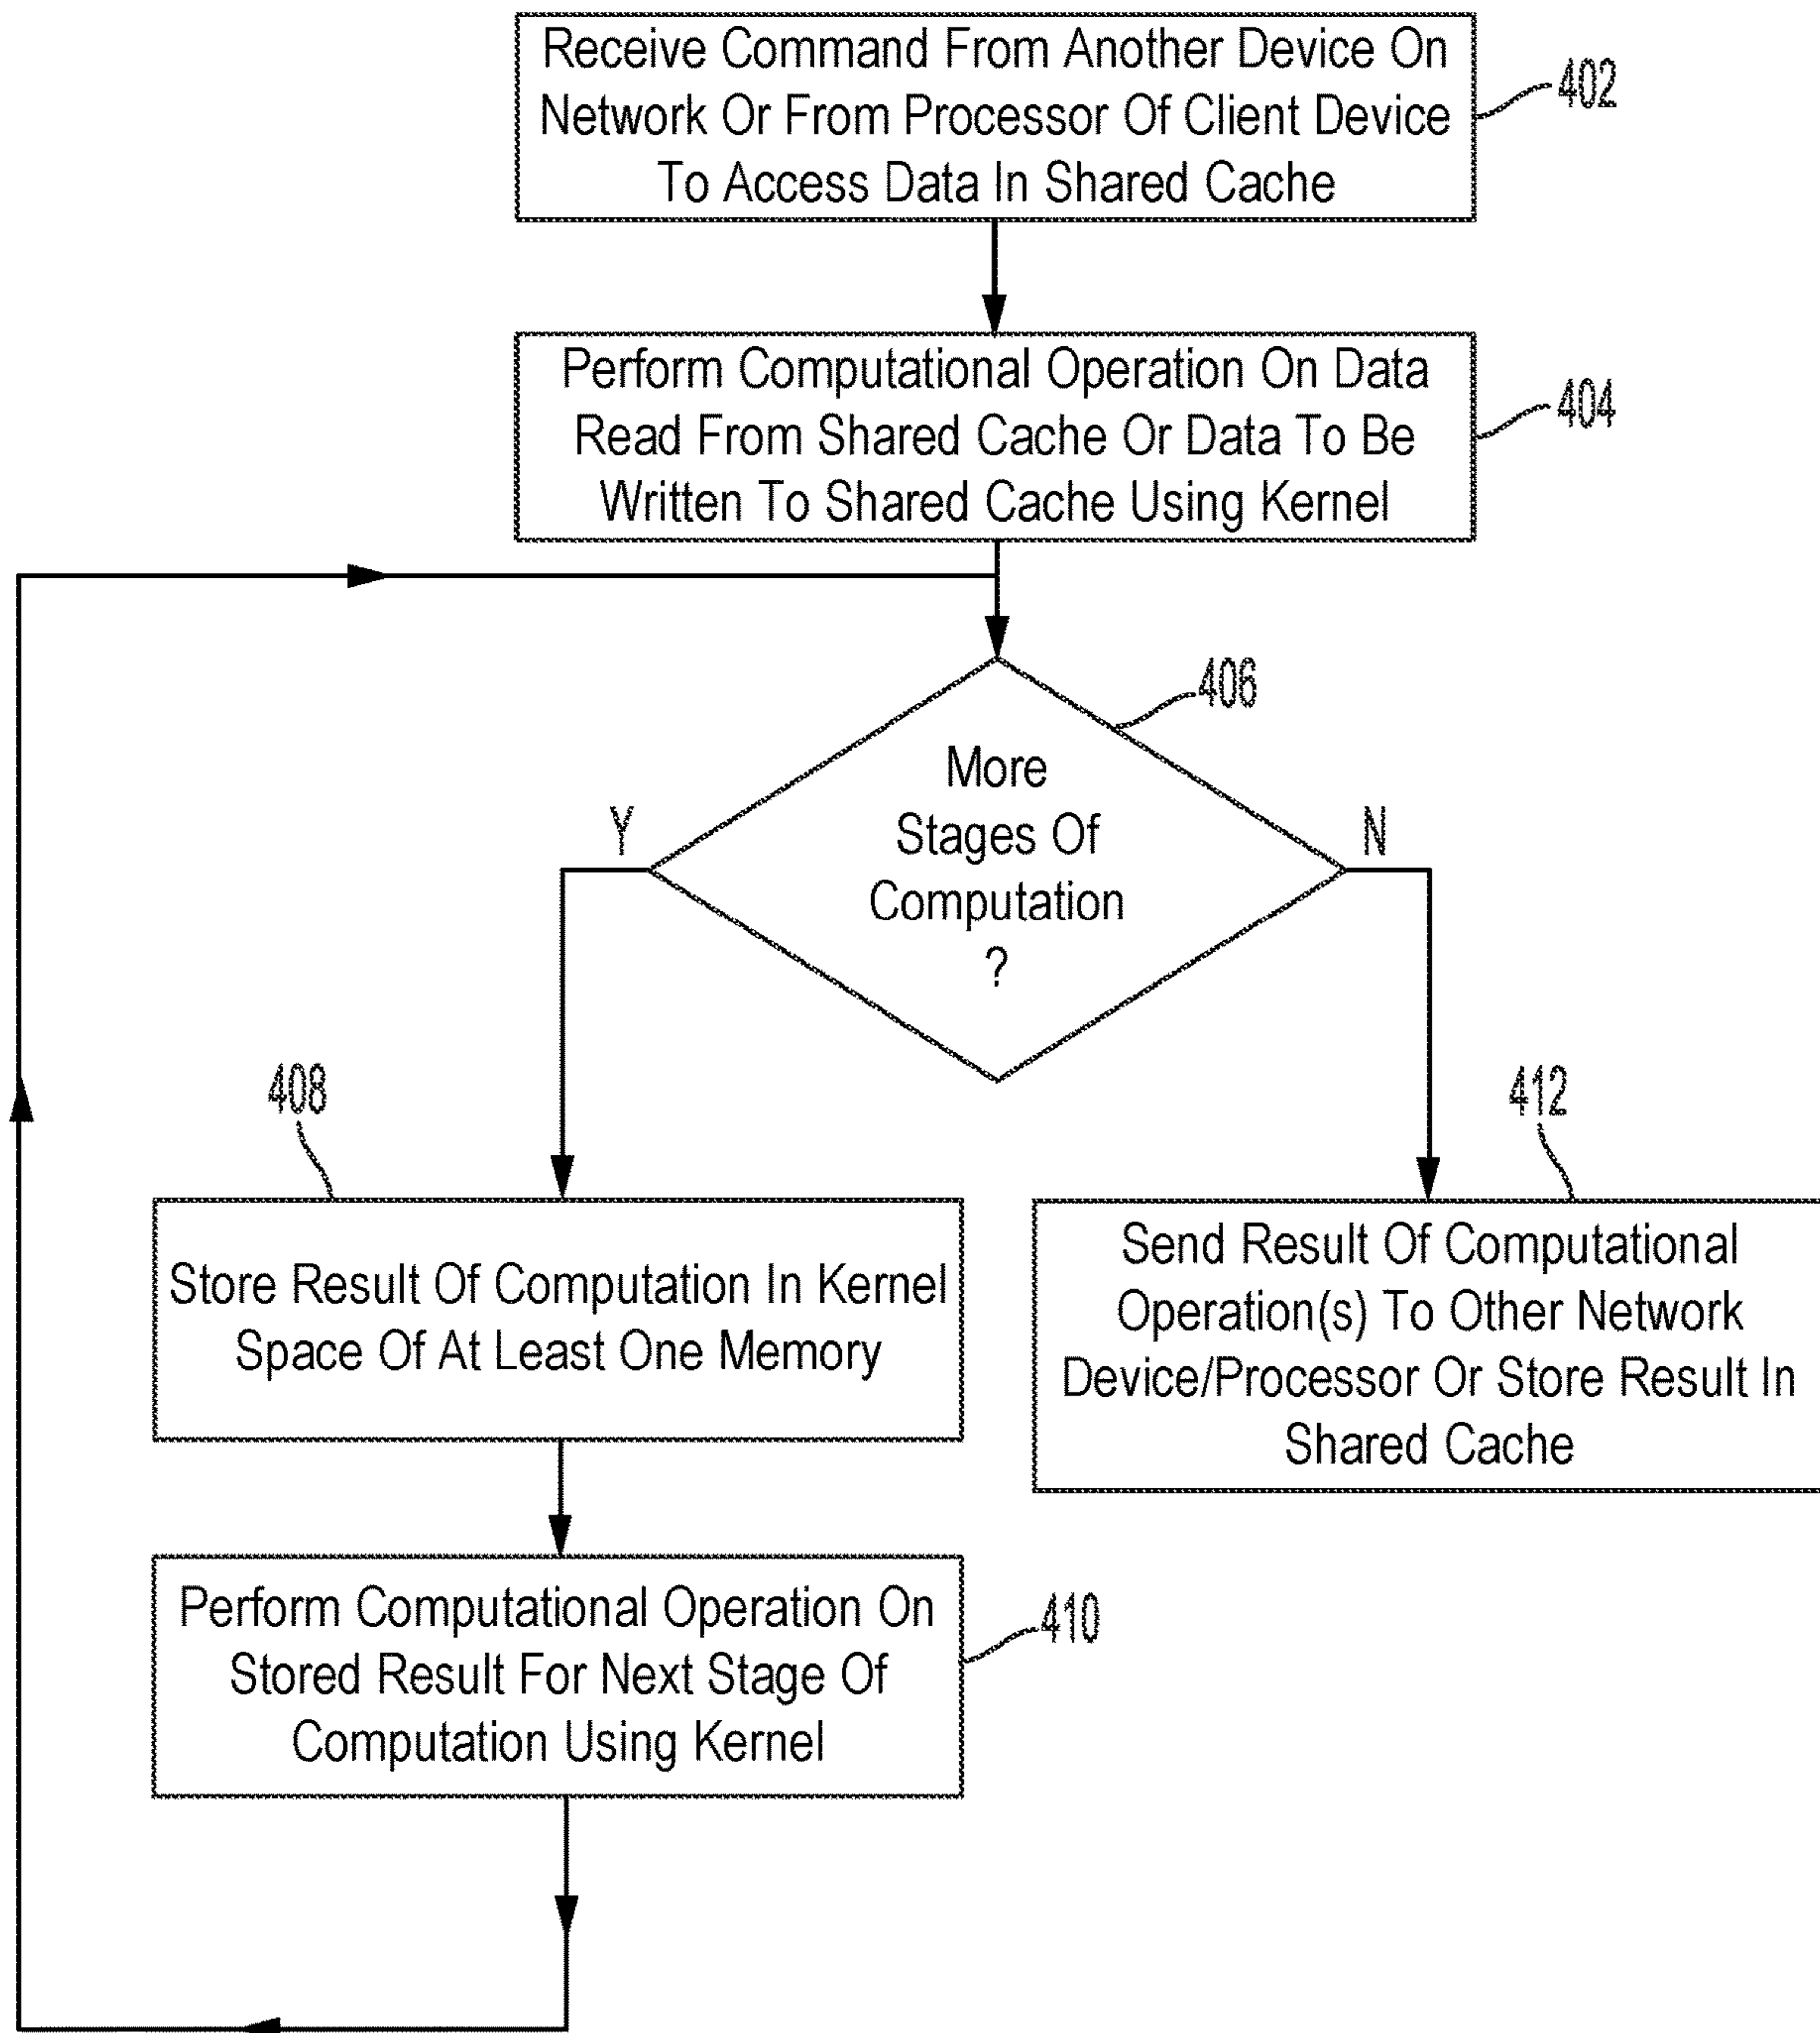 Receive Command From Another Device On
Network Or From Processor Of Client Device
To Access Data In Shared Cache
402
Perform Computational Operation On Data
Read From Shared Cache Or Data To Be
Written To Shared Cache Using Kernel
404
406
More
Stages Of
Computation
?
Y
N
408
Store Result Of Computation In Kernel
Space Of At Least One Memory
412
Send Result Of Computational
Operation(s) To Other Network
Device/Processor Or Store Result In
Shared Cache
Perform Computational Operation On
Stored Result For Next Stage Of
Computation Using Kernel
410